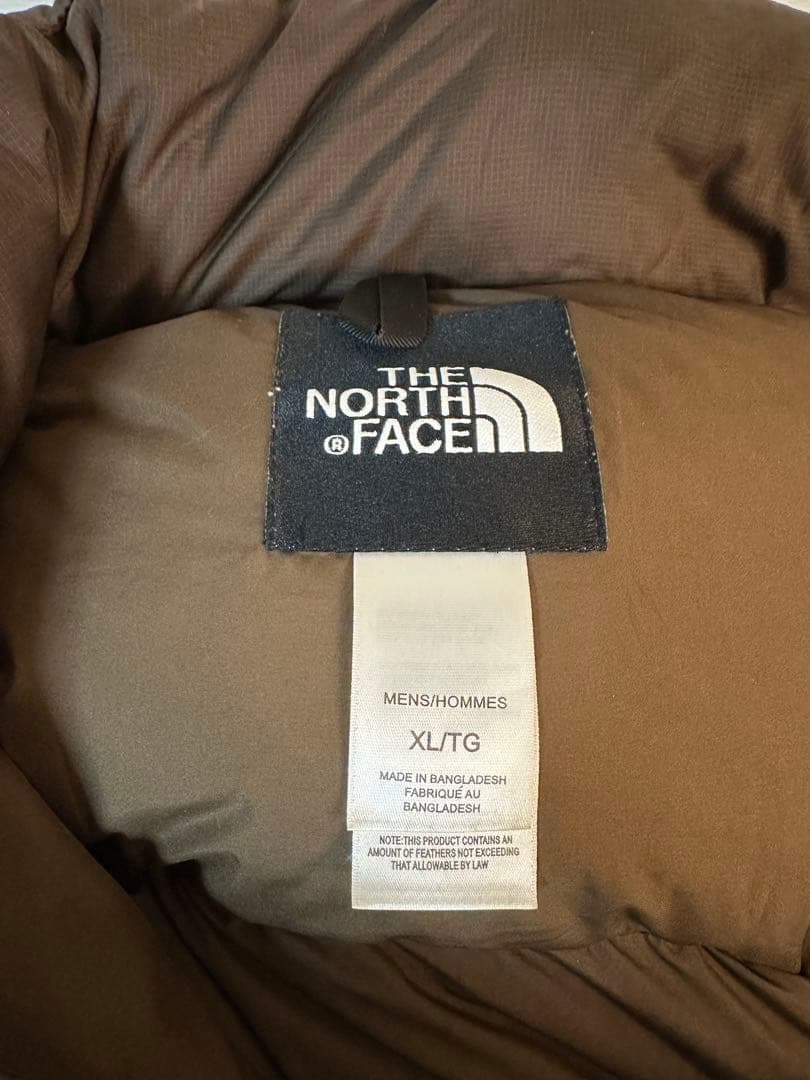 THE
NORTH
® FACE
MENS/HOMMES
XL/TG
MADE IN BANGLADESH
FABRIQUÉ AU
BANGLADESH
NOTE:THIS PRODUCT CONTAINS AN
AMOUNT OF FEATHERS NOT EXCEEDING
THAT ALLOWABLE BY LAW